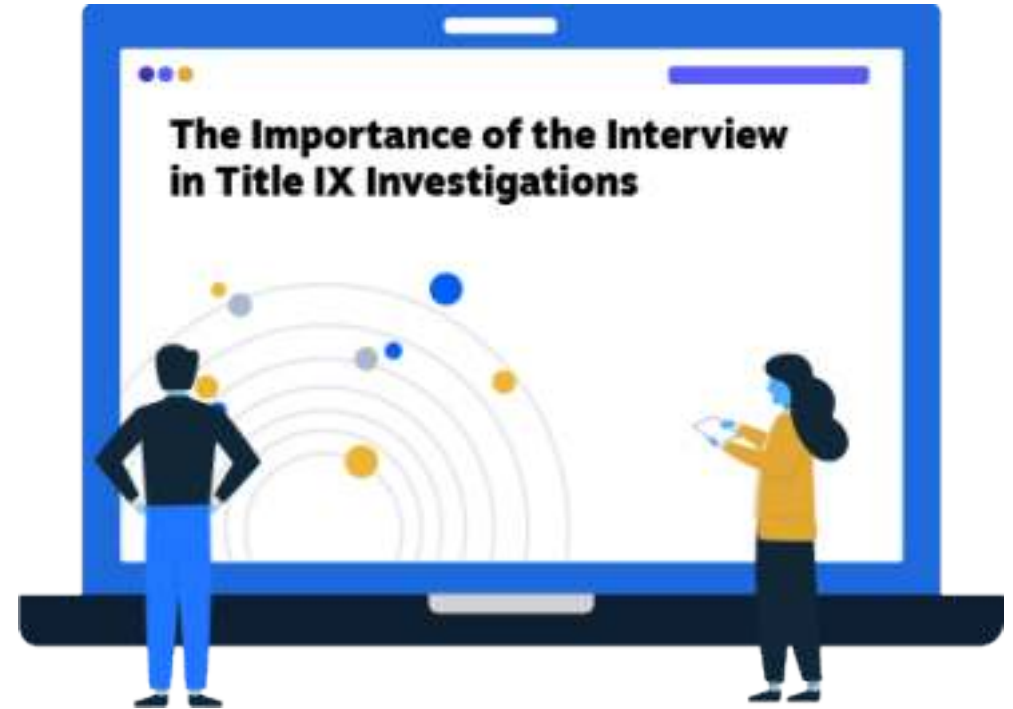 The Importance of the Interview
in Title IX Investigations